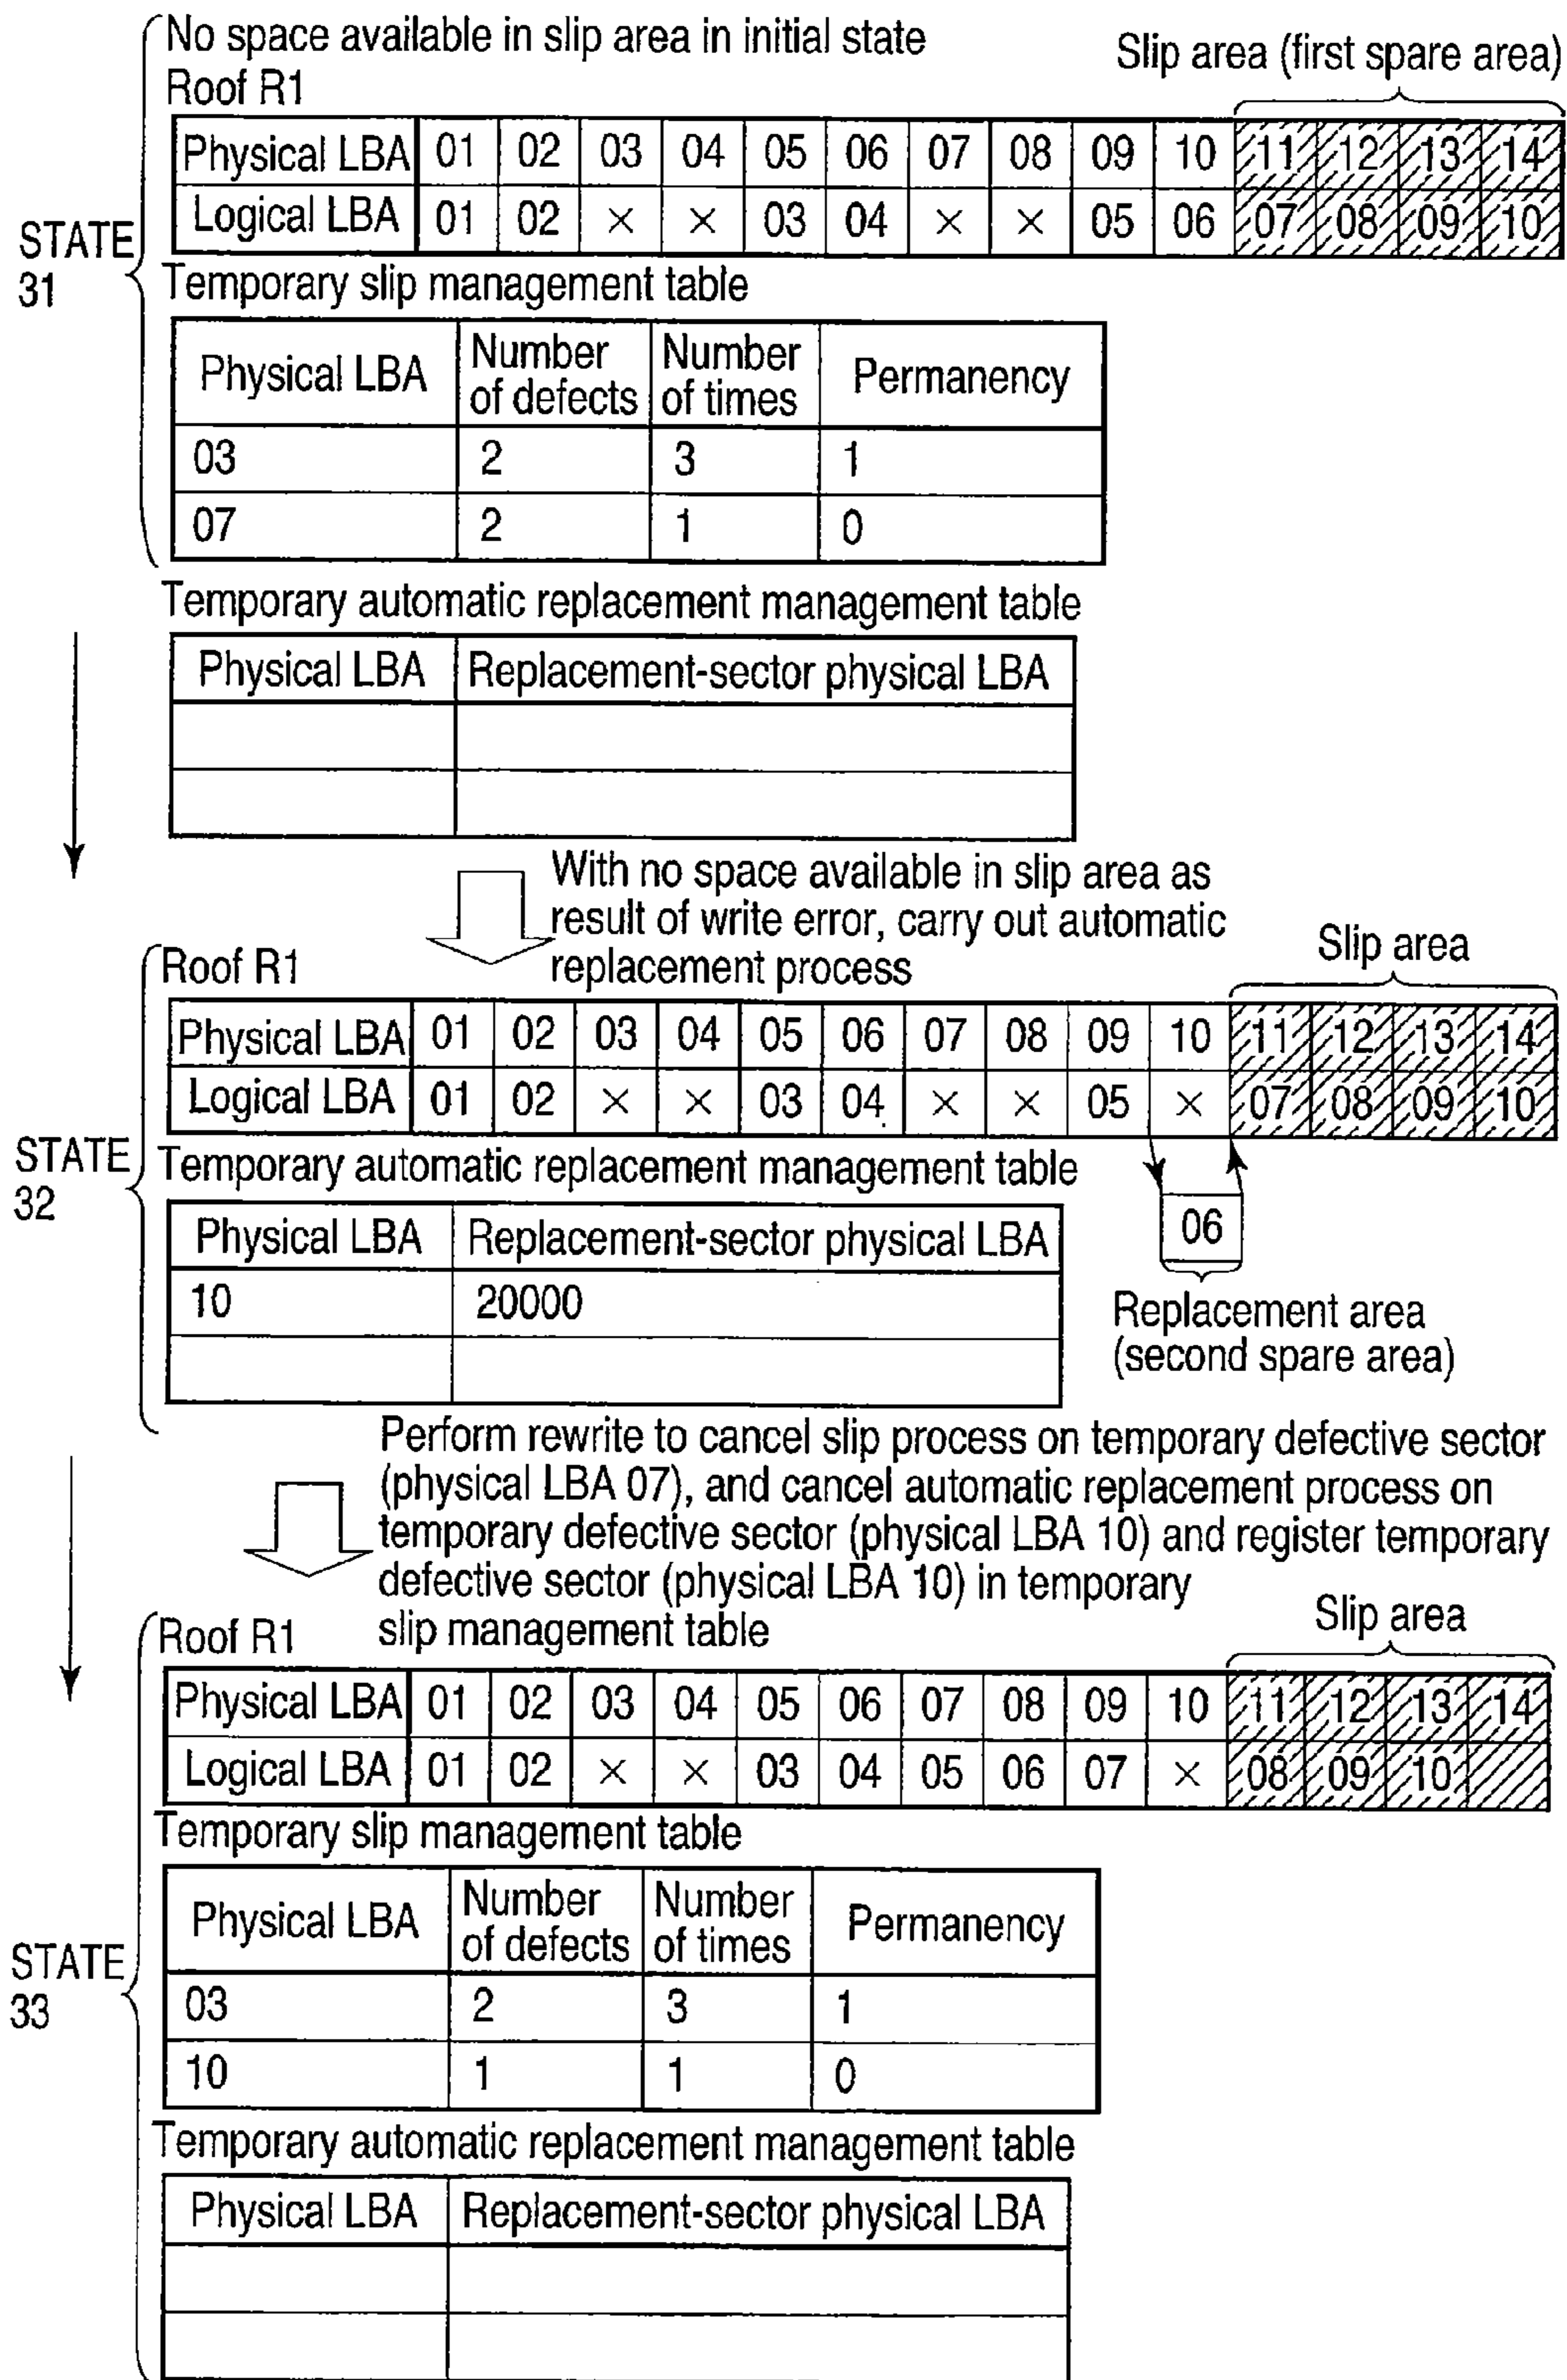 No space available in slip area in initial state
Slip area (first spare area)
Roof R1
Physical LBA 01 02 03 04 05 06 07 08 09 10 11 12 13 14
Logical LBA 01 02 × × 03 04 × × 05 06 07 08 09 10
STATE
31
Temporary slip management table
Physical LBA Number of defects Number of times Permanency
03 2 3 1
07 2 1 0
Temporary automatic replacement management table
Physical LBA Replacement-sector physical LBA
With no space available in slip area as
result of write error, carry out automatic
replacement process
Slip area
Roof R1
Physical LBA 01 02 03 04 05 06 07 08 09 10 11 12 13 14
Logical LBA 01 02 × × 03 04 × × 05 × 07 08 09 10
STATE
32
Temporary automatic replacement management table
Physical LBA Replacement-sector physical LBA
10 20000
06
Replacement area
(second spare area)
Perform rewrite to cancel slip process on temporary defective sector
(physical LBA 07), and cancel automatic replacement process on
temporary defective sector (physical LBA 10) and register temporary
defective sector (physical LBA 10) in temporary
slip management table
Slip area
Roof R1
Physical LBA 01 02 03 04 05 06 07 08 09 10 11 12 13 14
Logical LBA 01 02 × × 03 04 05 06 07 × 08 09 10
Temporary slip management table
Physical LBA Number of defects Number of times Permanency
STATE
33
03 2 3 1
10 1 1 0
Temporary automatic replacement management table
Physical LBA Replacement-sector physical LBA